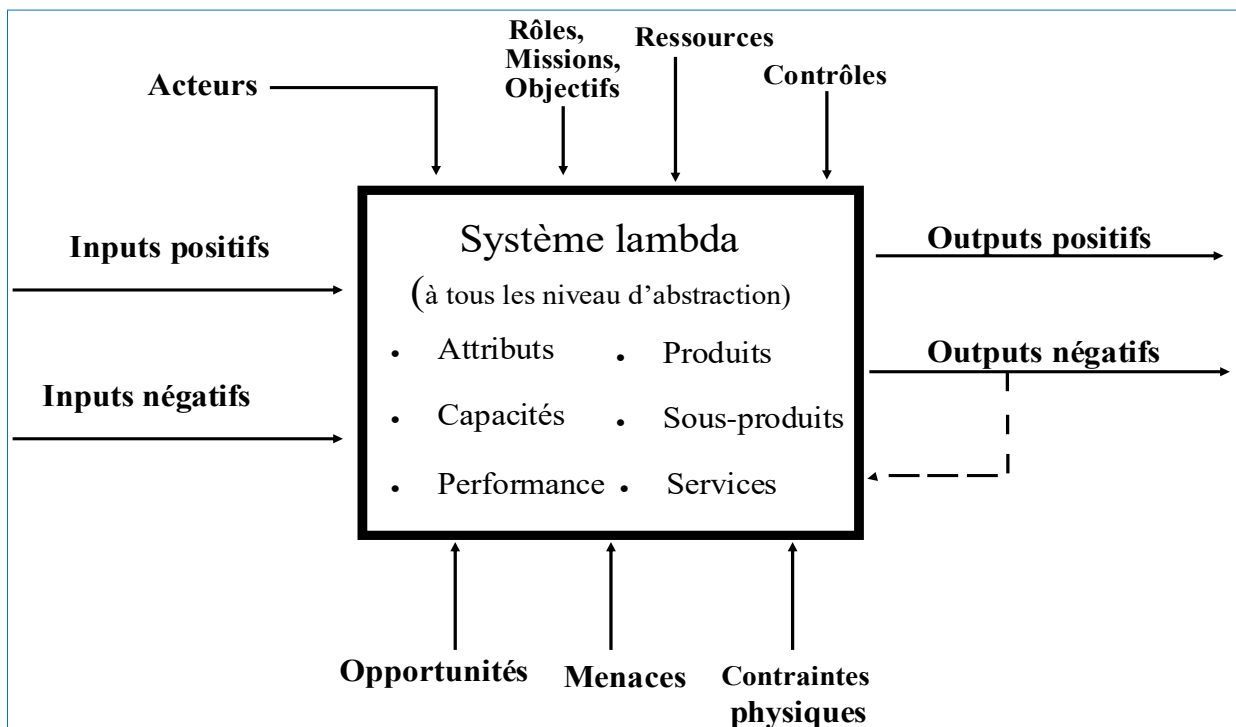 Rôles,
Missions,
Objectifs
Ressources
Contrôles
Acteurs
Inputs positifs
Système lambda
(à tous les niveau d’abstraction)
Outputs positifs
• Attributs • Produits
Outputs négatifs
Inputs négatifs
• Capacités • Sous-produits
• Performance • Services
Opportunités
Menaces
Contraintes
physiques